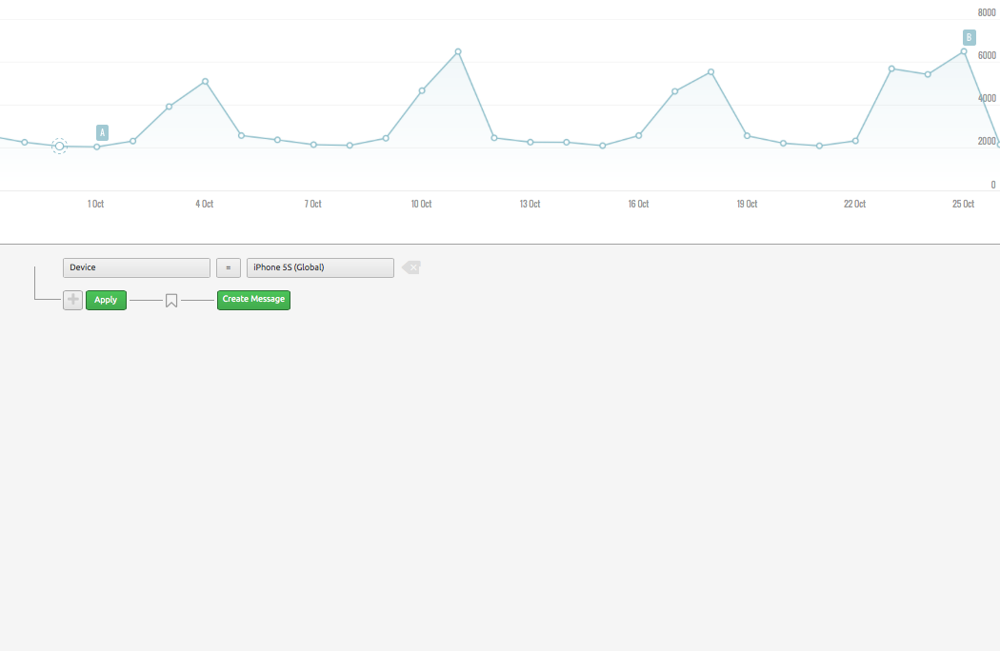 8000
B
6000
4000
A
2000
0
1 Oct 4 Oct 7 Oct 10 Oct 13 Oct 16 Oct 19 Oct 22 Oct 25 Oct
Device = iPhone 5S (Global)
Apply Create Message